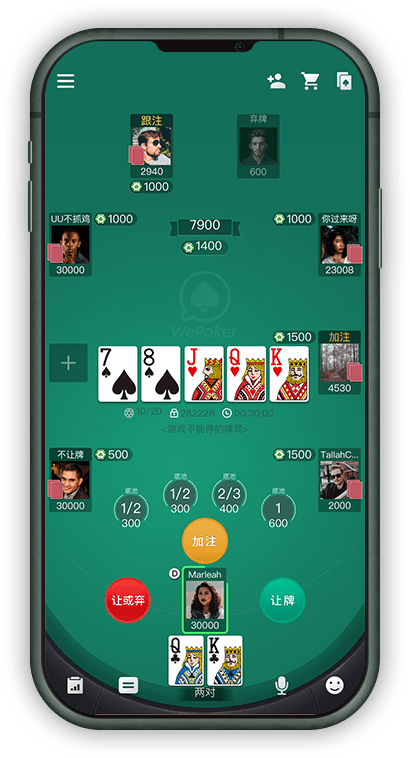 跟注
弃牌
2940
600
1000
UU不抓鸡
1000
7900
1000
你过来呀
1400
30000
23008
WePoker
1500
加注
7
8
J
Q
K
4530
10/20
282228
00:30:00
<游戏不能停的牌局>
不让牌
500
底池
底池
1500
TallahC...
底池
1/2
2/3
底池
1/2
300
400
1
30000
300
600
2000
加注
D
Marleah
让或弃
让牌
30000
Q
K
两对